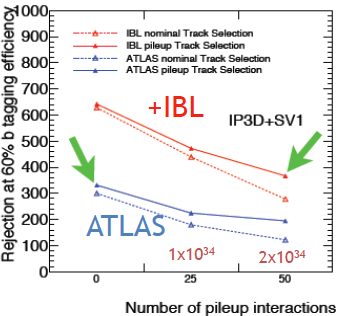 Rejection at 60% b tagging efficiency
1000
900
800
700
600
500
400
300
200
100
0
IBL nominal Track Selection
IBL pileup Track Selection
ATLAS nominal Track Selection
ATLAS pileup Track Selection
+IBL
IP3D+SV1
ATLAS
1x10³⁴
2x10³⁴
0
25
50
Number of pileup interactions